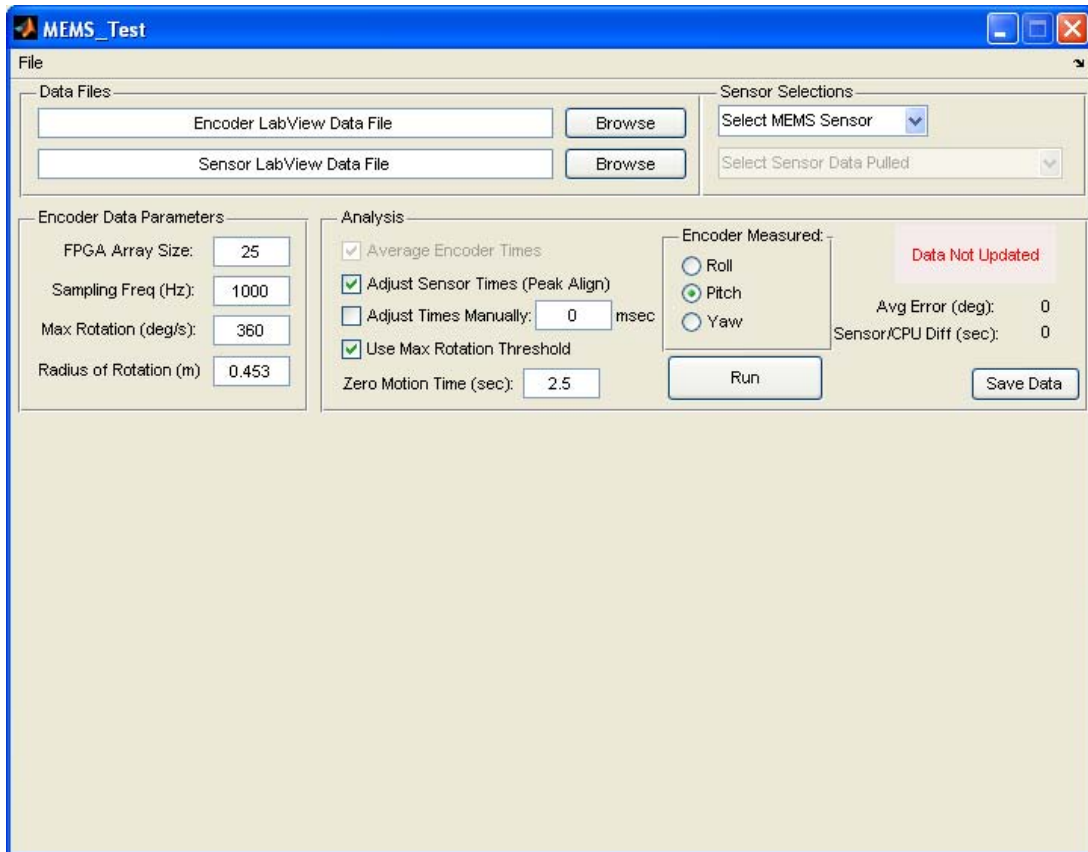 MEMS_Test
File
Data Files
Encoder LabView Data File
Browse
Sensor LabView Data File
Browse
Sensor Selections
Select MEMS Sensor
Select Sensor Data Pulled
Encoder Data Parameters
FPGA Array Size: 25
Sampling Freq (Hz): 1000
Max Rotation (deg/s): 360
Radius of Rotation (m) 0.453
Analysis
Average Encoder Times
Adjust Sensor Times (Peak Align)
Adjust Times Manually: 0 msec
Use Max Rotation Threshold
Zero Motion Time (sec): 2.5
Encoder Measured:
Roll
Pitch
Yaw
Run
Data Not Updated
Avg Error (deg): 0
Sensor/CPU Diff (sec): 0
Save Data